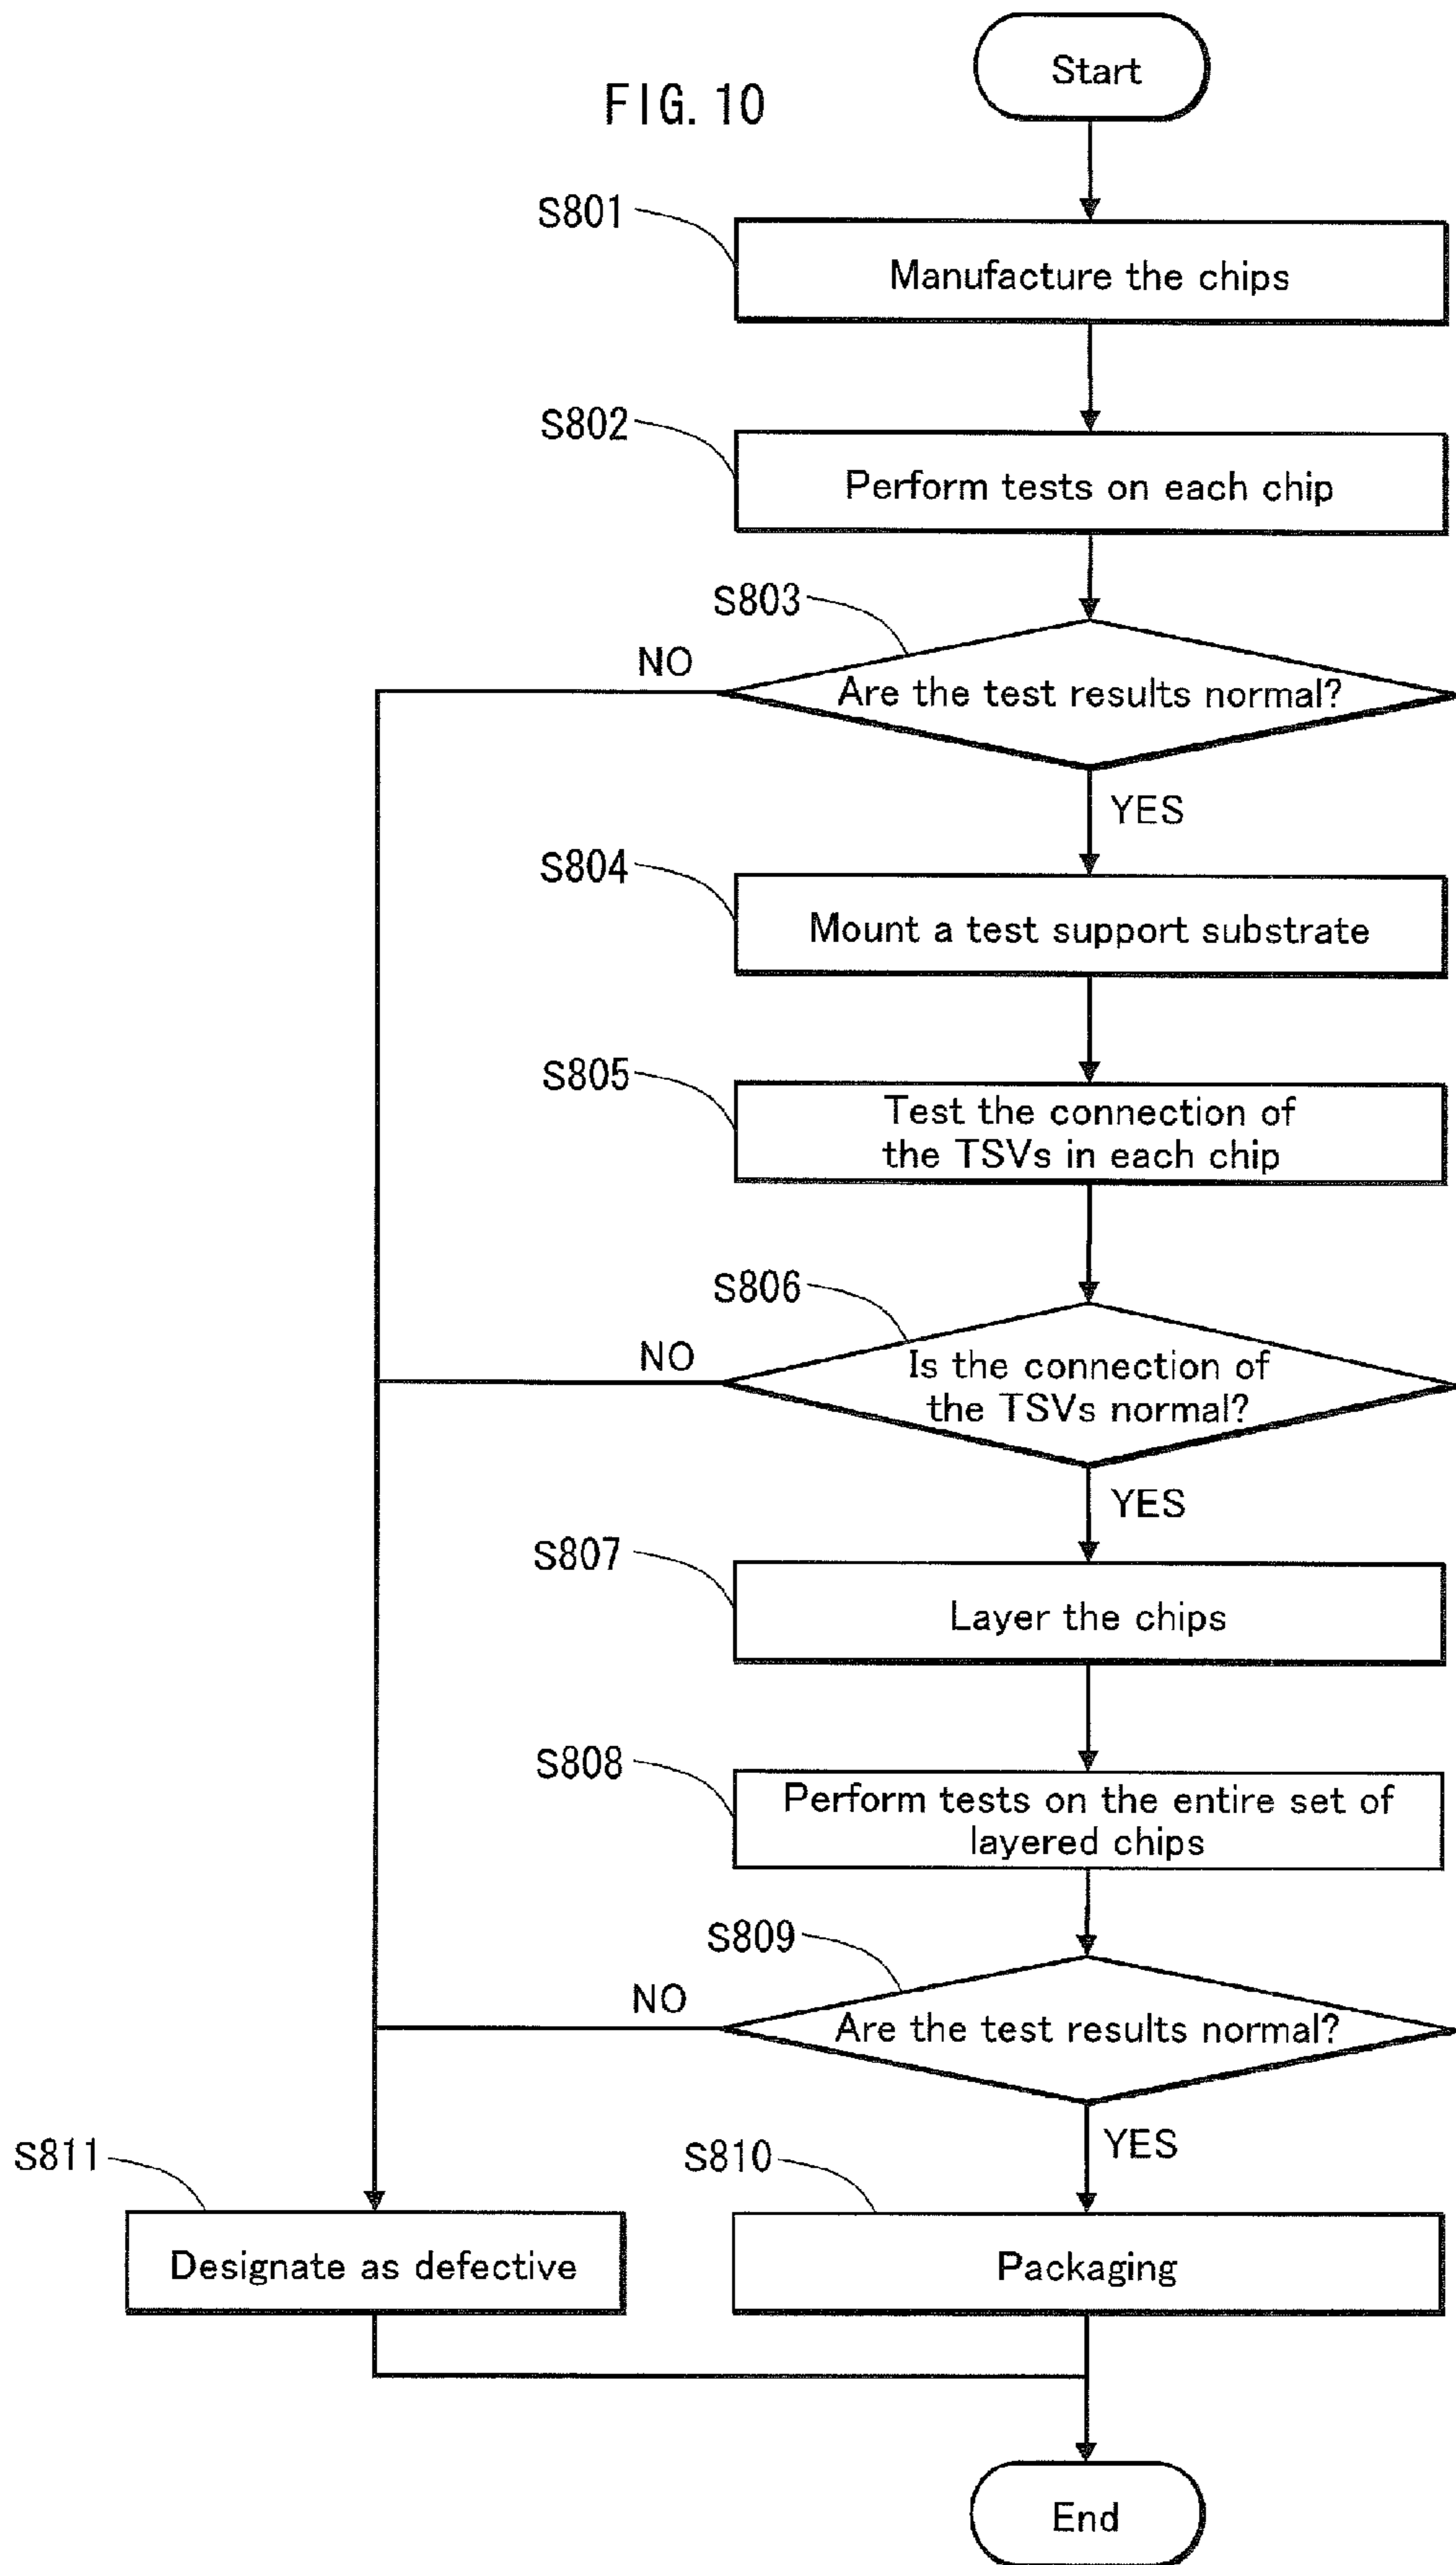 FIG. 10
Start
S801
Manufacture the chips
S802
Perform tests on each chip
S803
Are the test results normal?
NO
YES
S804
Mount a test support substrate
S805
Test the connection of
the TSVs in each chip
S806
Is the connection of
the TSVs normal?
NO
YES
S807
Layer the chips
S808
Perform tests on the entire set of
layered chips
S809
Are the test results normal?
NO
YES
S811
Designate as defective
S810
Packaging
End